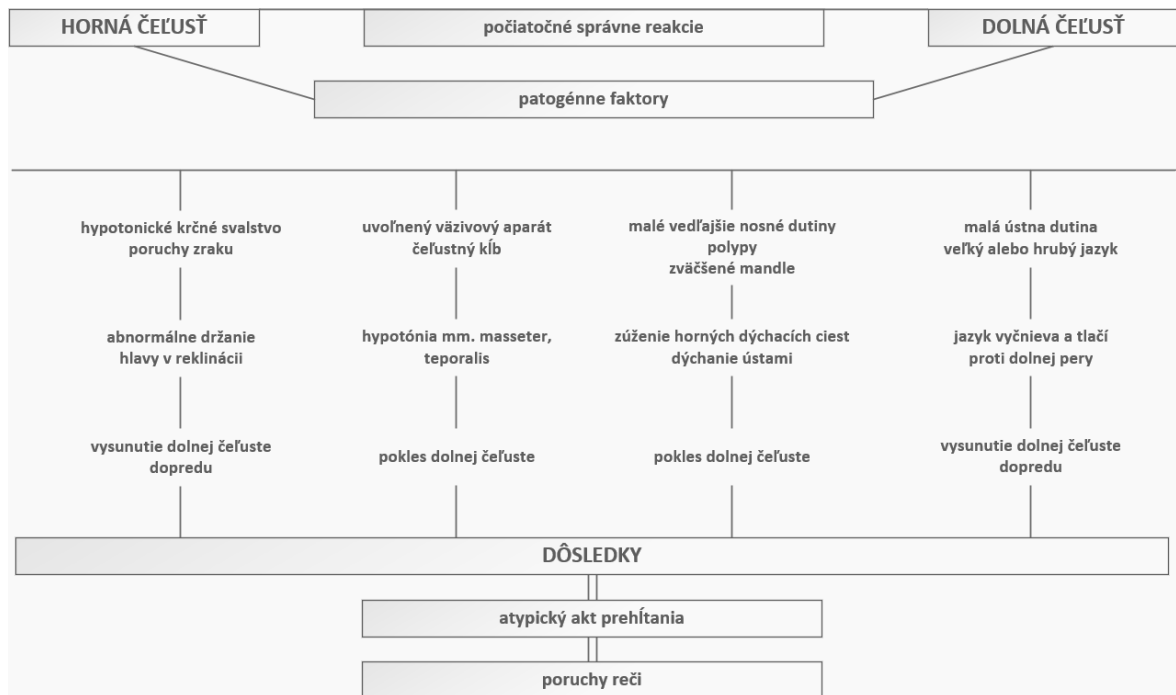 HORNÁ ČEĽUSŤ
počiatočné správne reakcie
DOLNÁ ČEĽUSŤ
patogénne faktory
hypotonické krčné svalstvo
poruchy zraku
abnormálne držanie
hlavy v reklinácii
vysunutie dolnej čeľuste
dopredu
uvoľnený väzivový aparát
čeľustný kĺb
hypotónia mm. masseter,
teporalis
pokles dolnej čeľuste
malé vedľajšie nosné dutiny
polypy
zväčšené mandle
zúženie horných dýchacích ciest
dýchanie ústami
pokles dolnej čeľuste
malá ústna dutina
veľký alebo hrubý jazyk
jazyk vyčnieva a tlačí
proti dolnej pery
vysunutie dolnej čeľuste
dopredu
DÔSLEDKY
atypický akt prehĺtania
poruchy reči